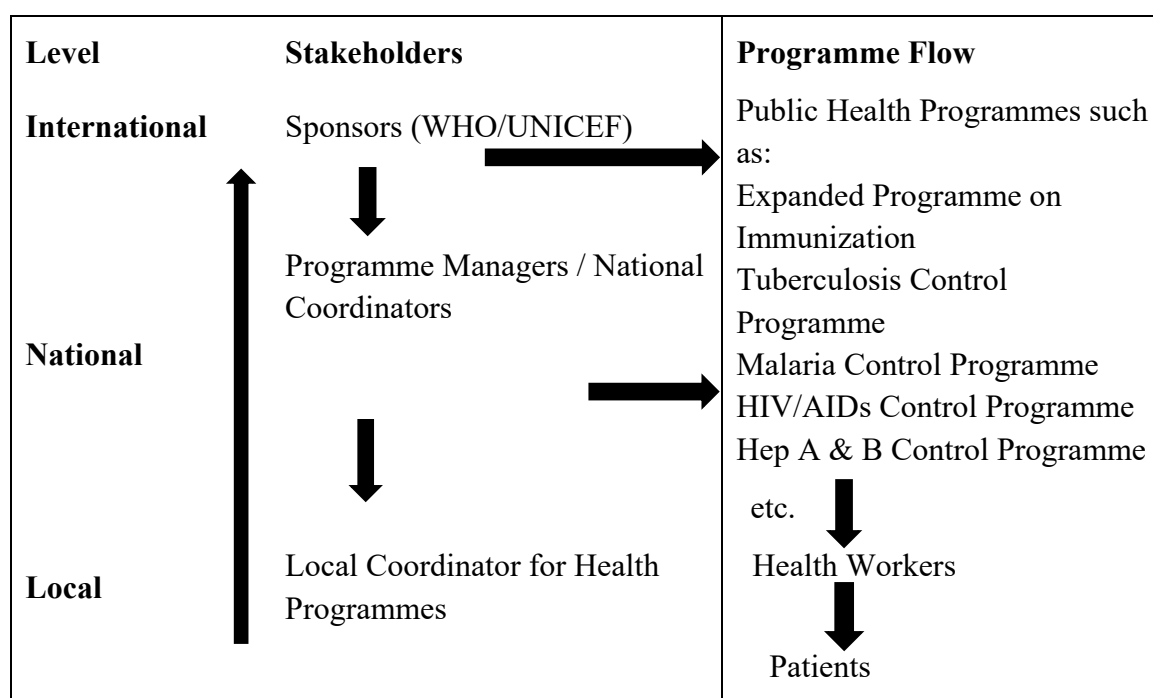 Level Stakeholders Programme Flow
International Sponsors (WHO/UNICEF)
Programme Managers / National
Coordinators
National
Local Coordinator for Health
Programmes
Local
Public Health Programmes such
as:
Expanded Programme on
Immunization
Tuberculosis Control
Programme
Malaria Control Programme
HIV/AIDs Control Programme
Hep A & B Control Programme
etc.
Health Workers
Patients